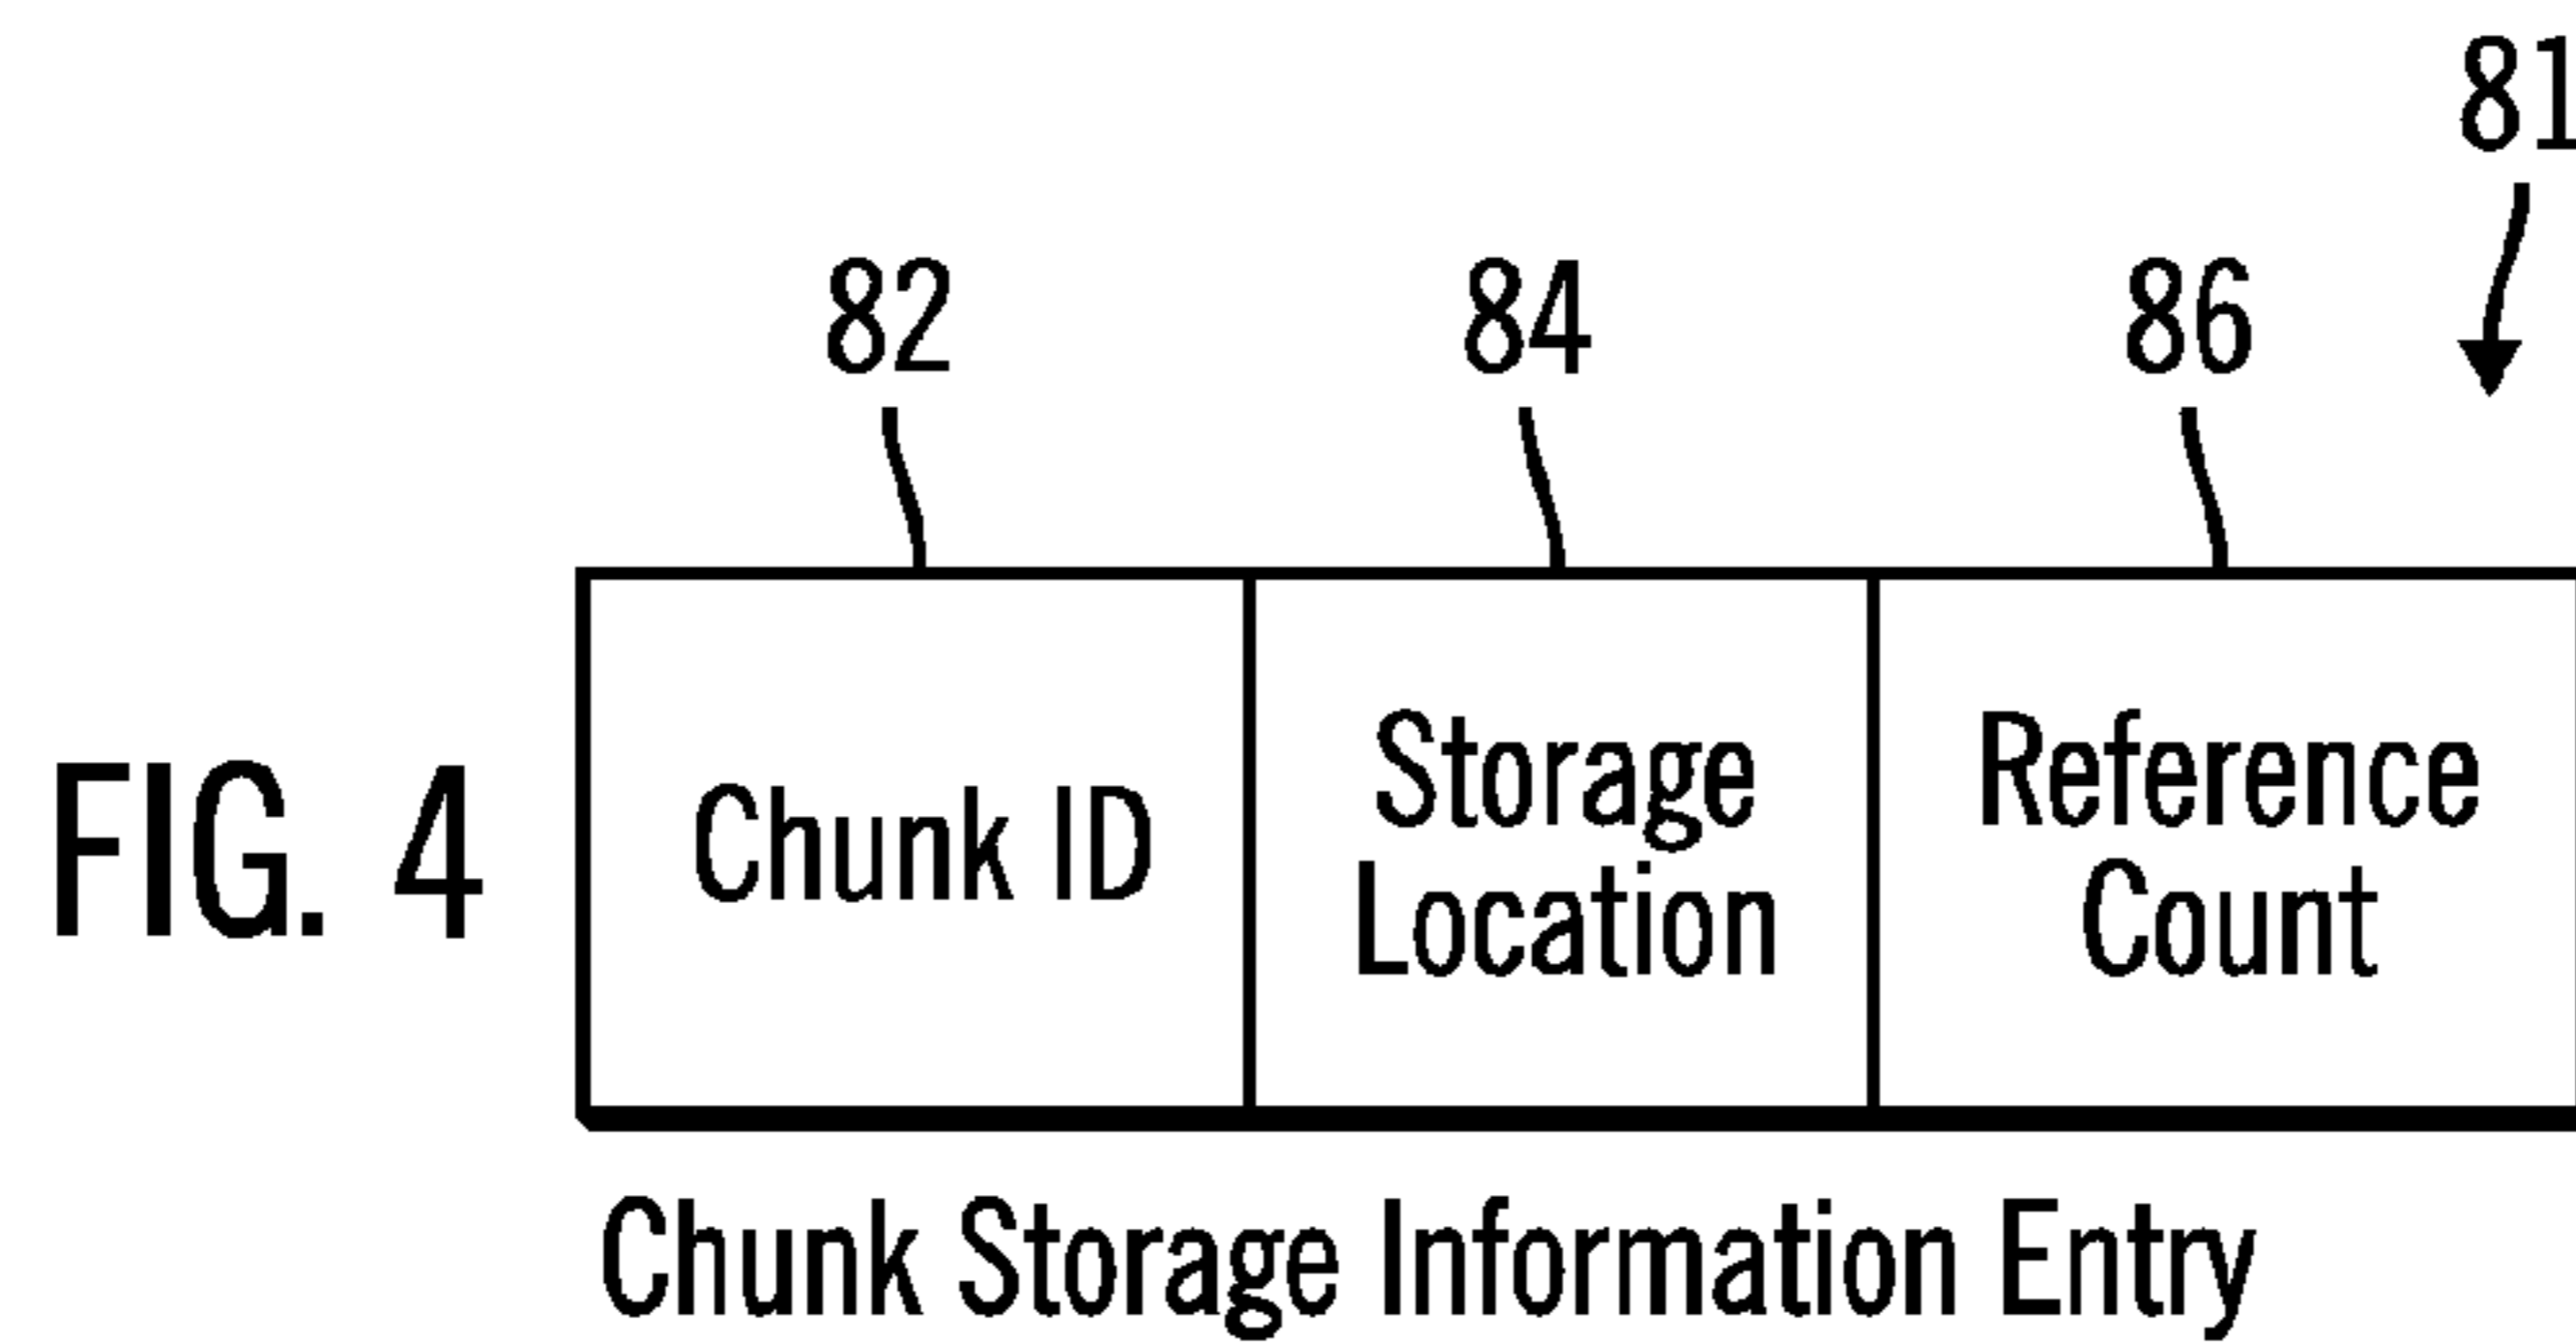 81
82 84 86
FIG. 4
Chunk ID
Storage
Location
Reference
Count
Chunk Storage Information Entry